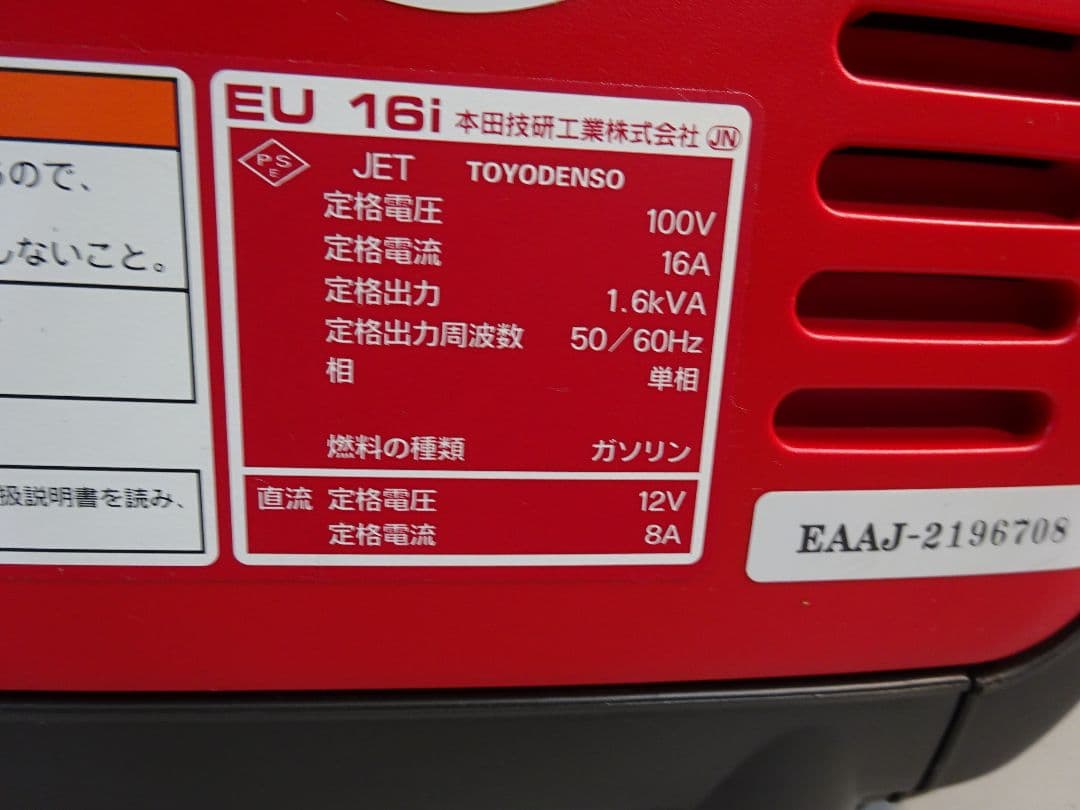 るので、
しないこと。
扱説明書を読み、
EU 16i 本田技研工業株式会社 JN
PSE JET TOYODENSO
定格電圧 100V
定格電流 16A
定格出力 1.6kVA
定格出力周波数 50/60Hz
相 単相
燃料の種類 ガソリン
直流 定格電圧 12V
定格電流 8A
EAAJ-2196708